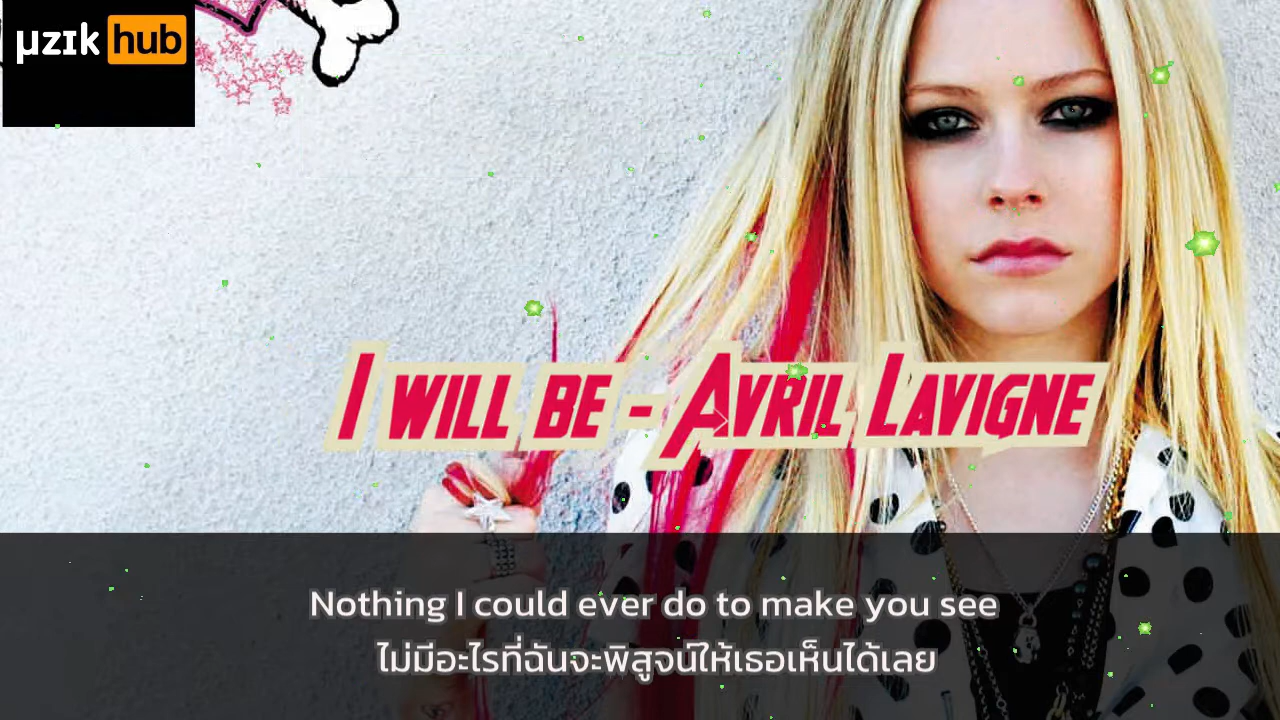 µzɪk hub
I WILL BE - AVRIL LAVIGNE
Nothing I could ever do to make you see
ไม่มีอะไรที่ฉันจะพิสูจน์ให้เธอเห็นได้เลย